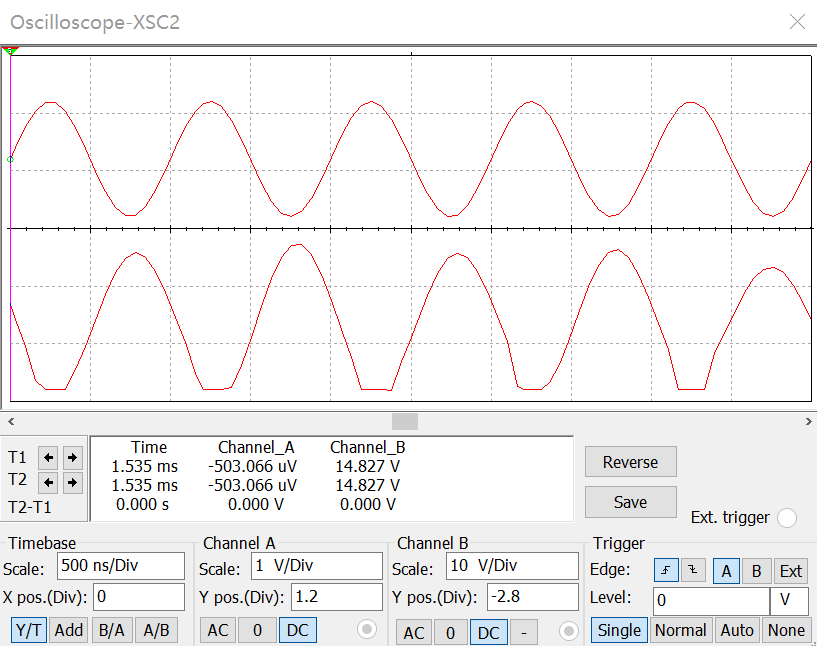 Oscilloscope-XSC2
T1
T2
T2-T1
Time Channel_A Channel_B
1.535 ms -503.066 uV 14.827 V
1.535 ms -503.066 uV 14.827 V
0.000 s 0.000 V 0.000 V
Reverse
Save
Ext. trigger
Timebase
Scale: 500 ns/Div
X pos.(Div): 0
Y/T Add B/A A/B
Channel A
Scale: 1 V/Div
Y pos.(Div): 1.2
AC 0 DC
Channel B
Scale: 10 V/Div
Y pos.(Div): -2.8
AC 0 DC -
Trigger
Edge: A B Ext
Level: 0 V
Single Normal Auto None